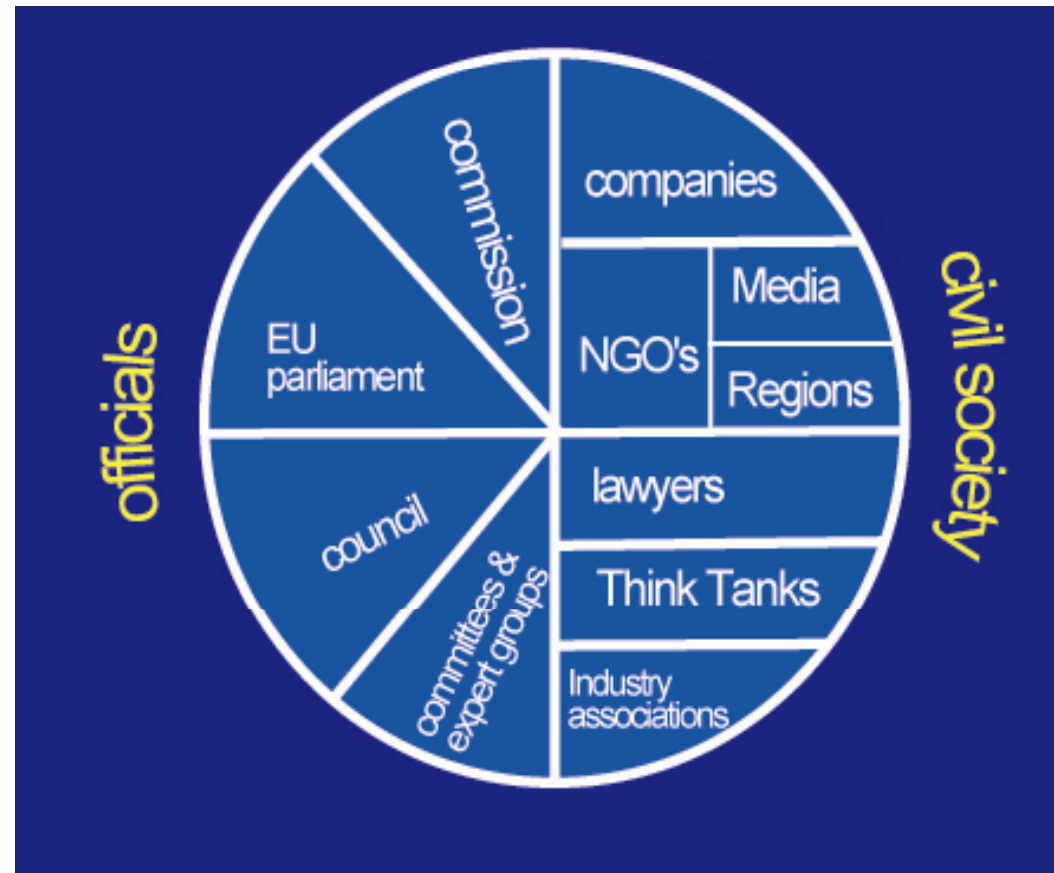 officials
commission
EU
parliament
council
committees &
expert groups
companies
NGO's
Media
Regions
lawyers
Think Tanks
Industry
associations
civil society